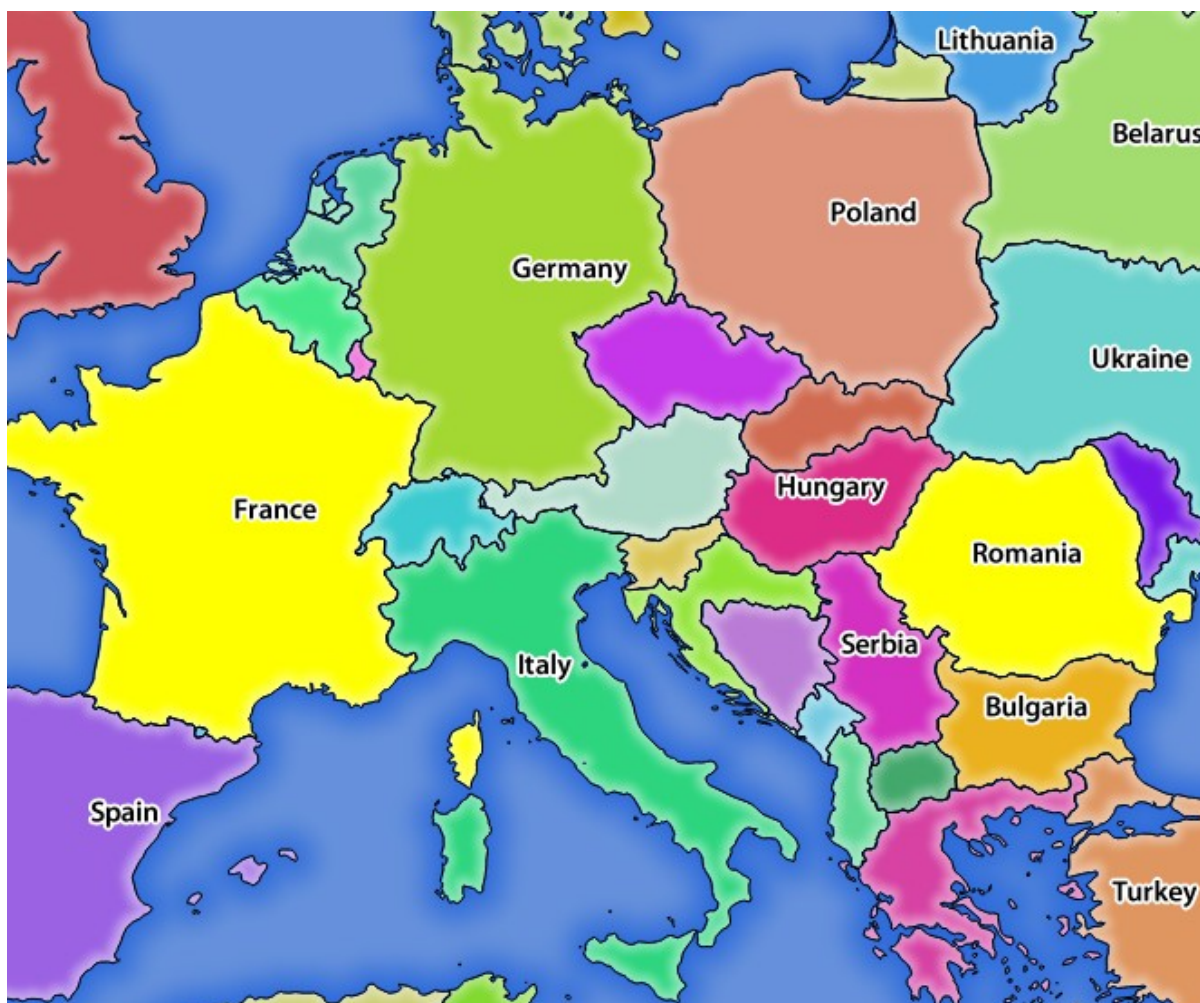 Lithuania
Belarus
Poland
Germany
Ukraine
Hungary
France
Romania
Serbia
Italy
Bulgaria
Spain
Turkey